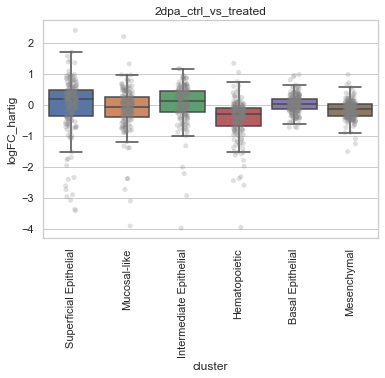 2dpa_ctrl_vs_treated
2
1
0
−1
−2
−3
−4
logFC_hartig
Superficial Epithelial
Mucosal-like
Intermediate Epithelial
Hematopoietic
Basal Epithelial
Mesenchymal
cluster